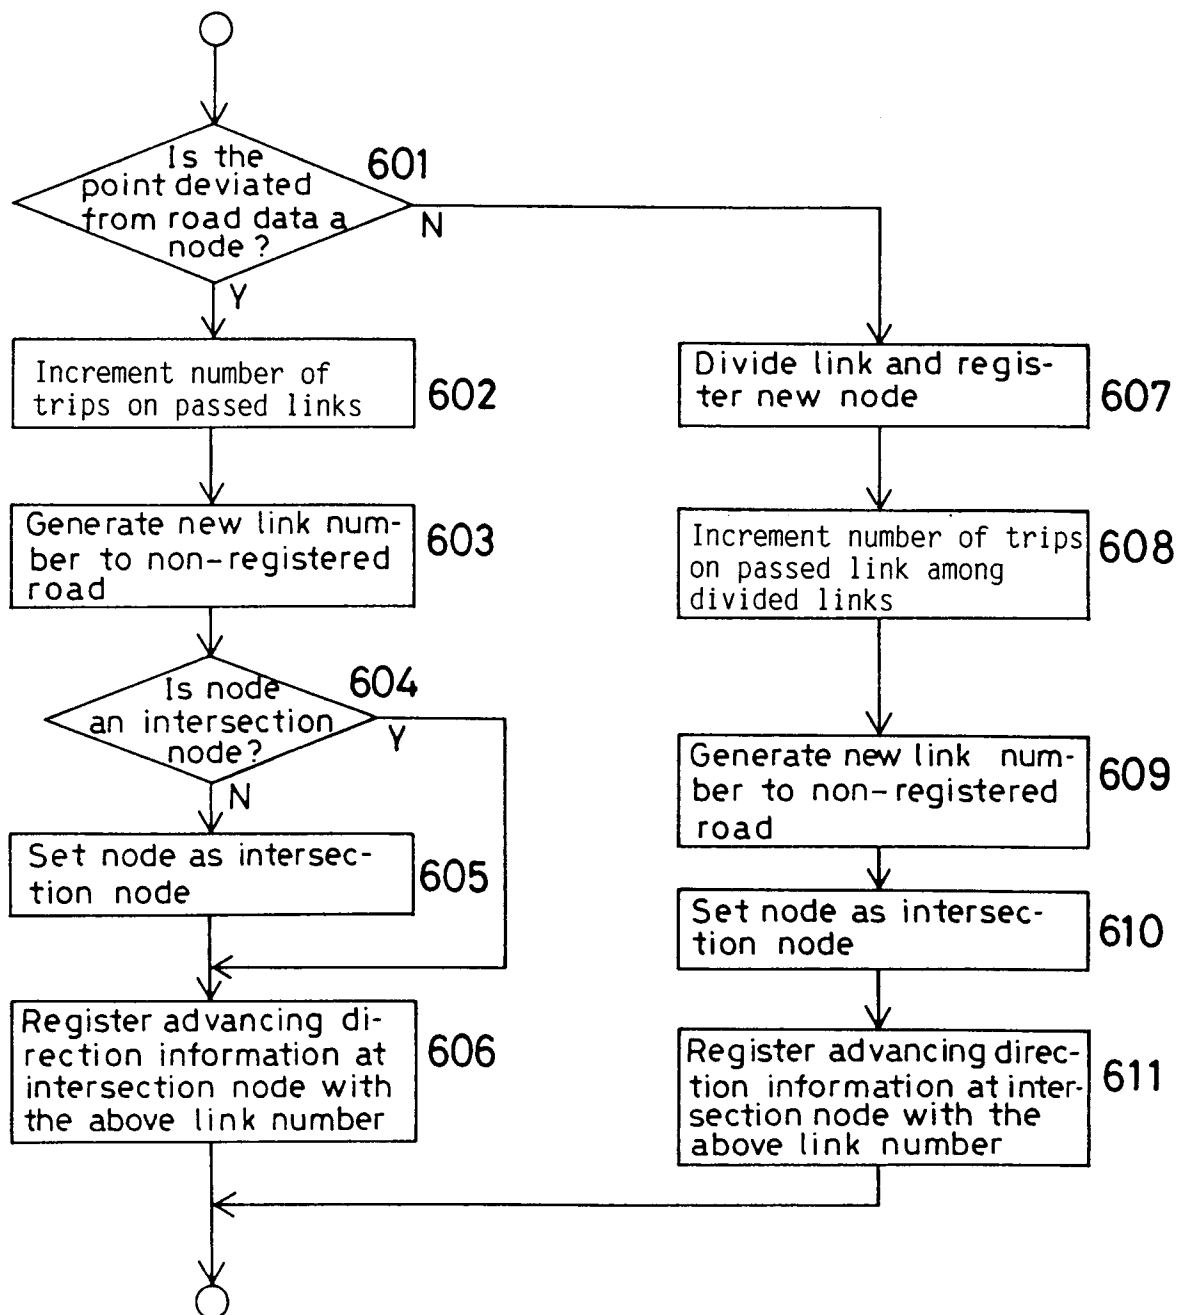 Is the
point deviated
from road data a
node?
601
N
Y
Increment number of
trips on passed links
602
Generate new link num-
ber to non-registered
road
603
Is node
an intersection
node?
604
Y
N
Set node as intersec-
tion node
605
Register advancing di-
rection information at
intersection node with
the above link number
606
Divide link and regis-
ter new node
607
Increment number of trips
on passed link among
divided links
608
Generate new link num-
ber to non-registered
road
609
Set node as intersec-
tion node
610
Register advancing direc-
tion information at inter-
section node with the
above link number
611